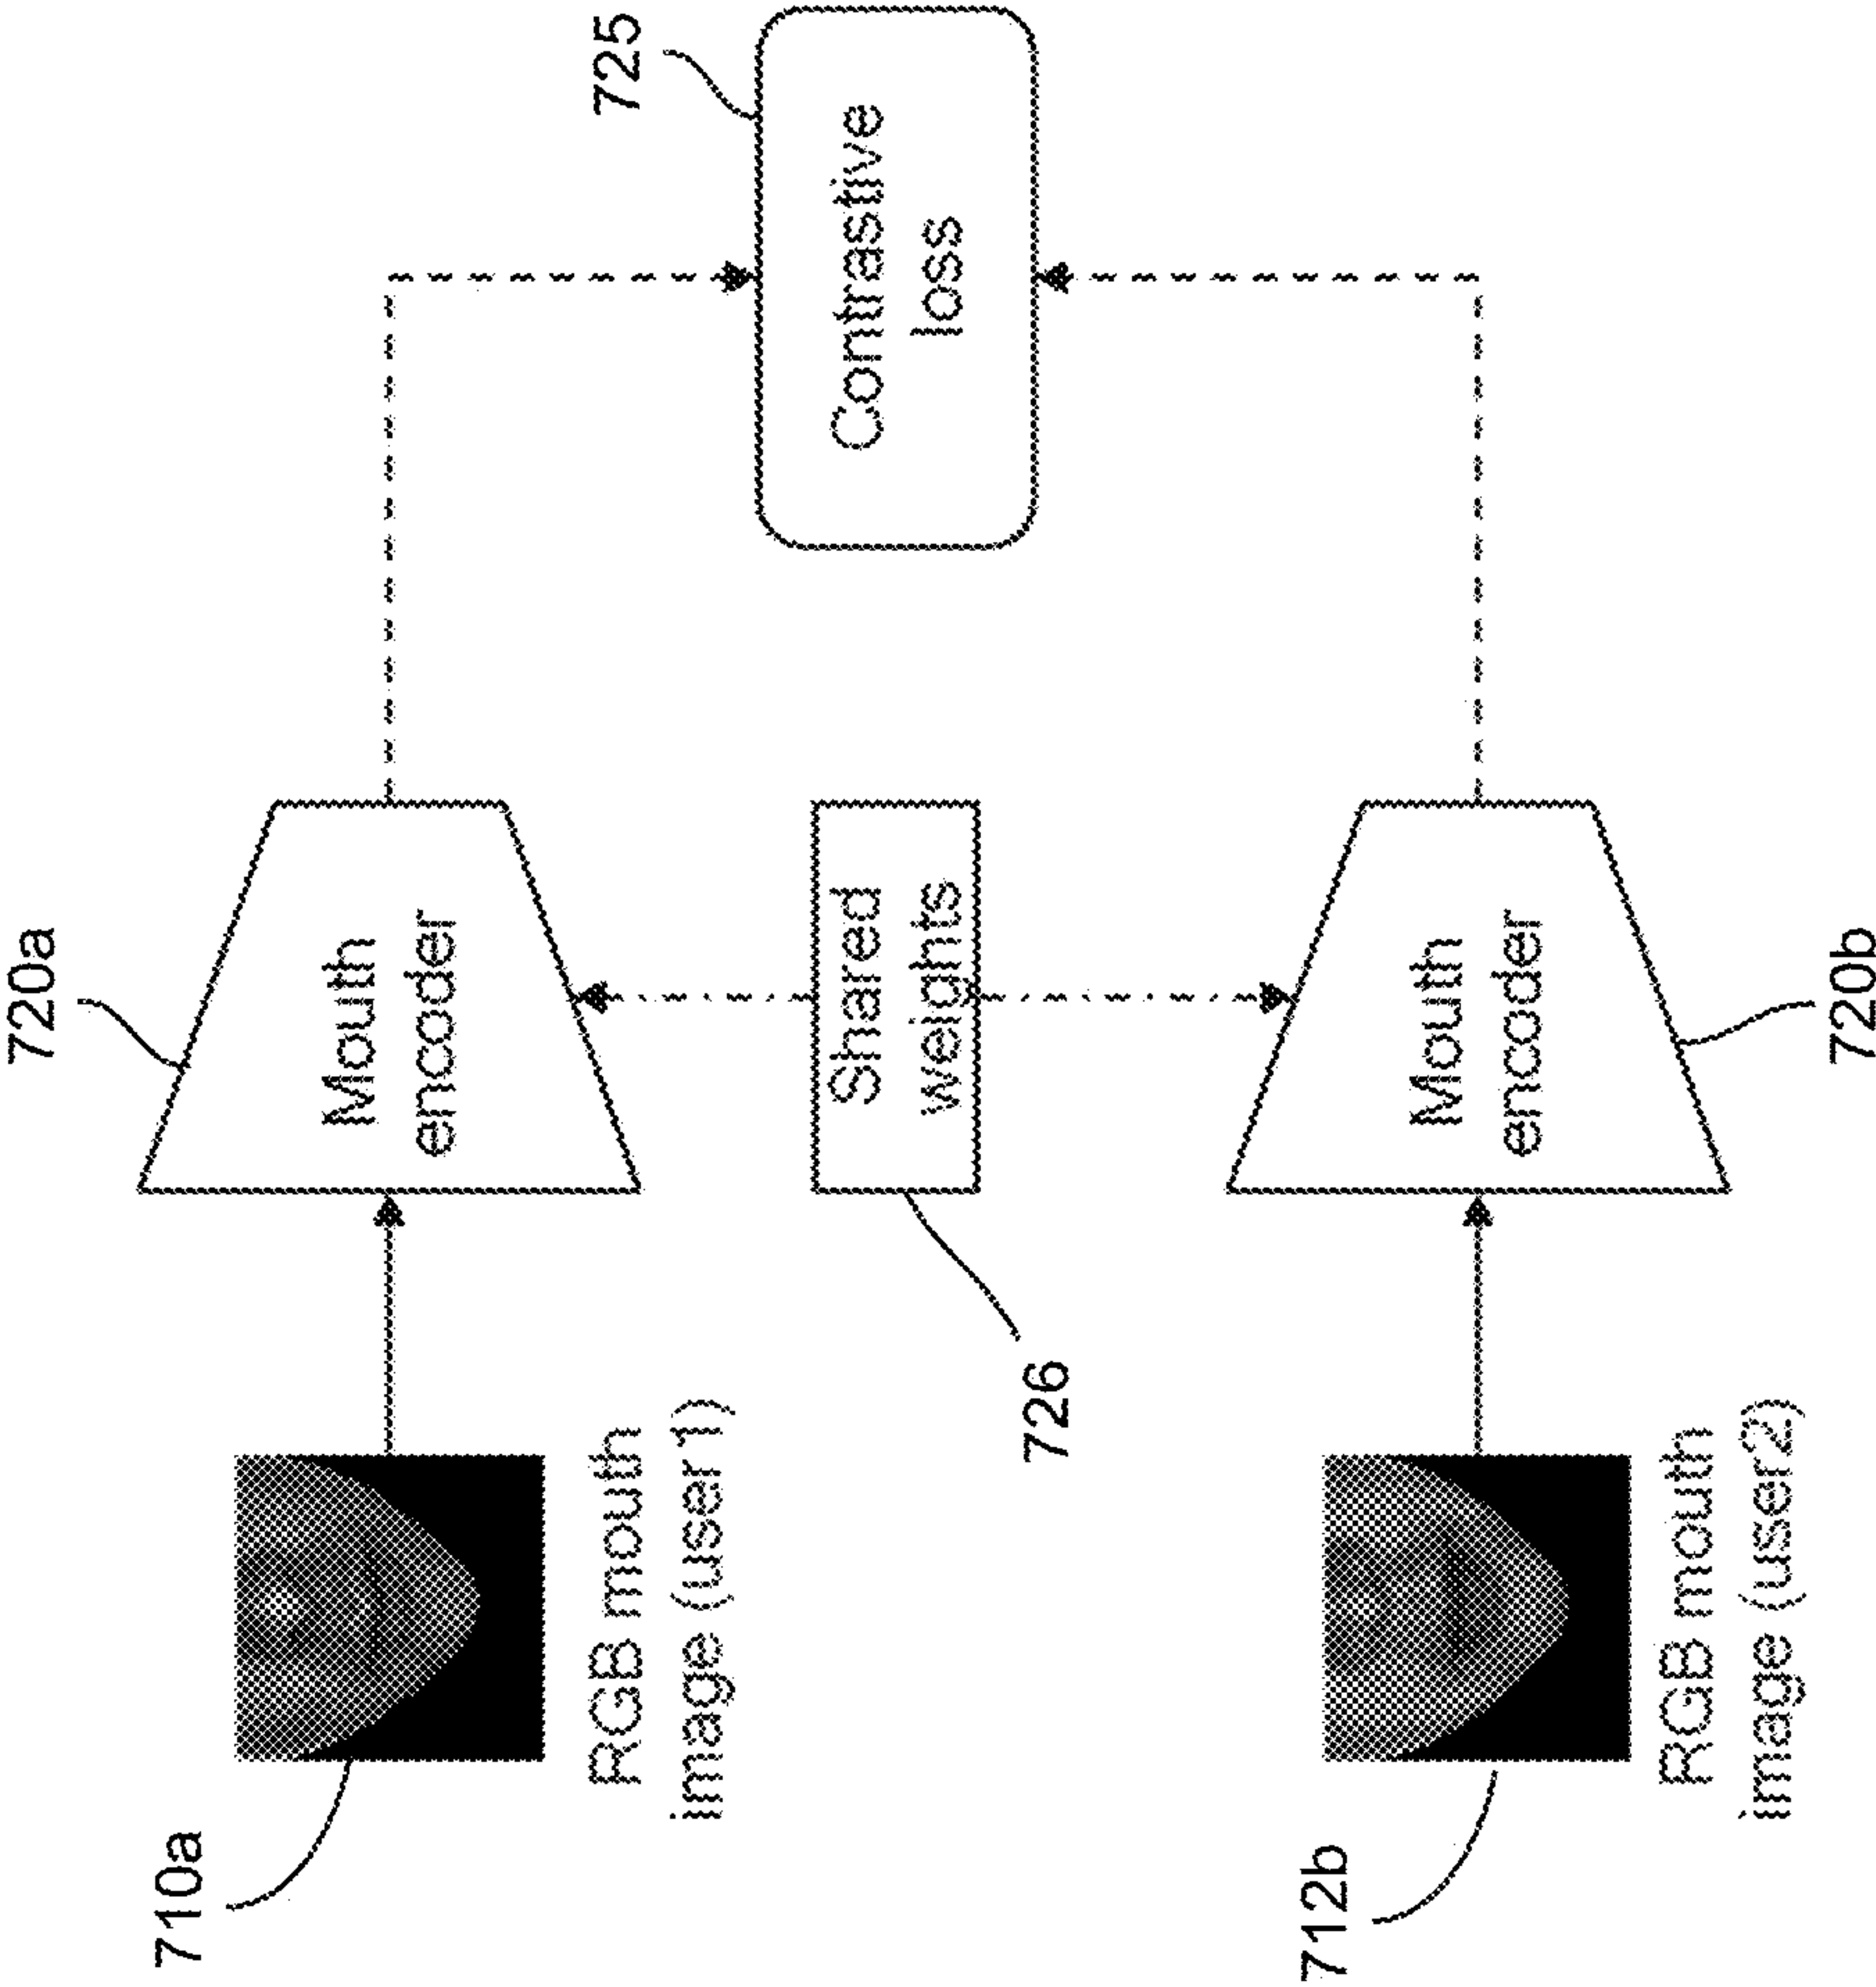 720a
710a
Mouth
encoder
RGB mouth
image (user1)
725
Shared
weights
Contrastive
loss
726
712b
Mouth
encoder
RGB mouth
image (user2)
720b